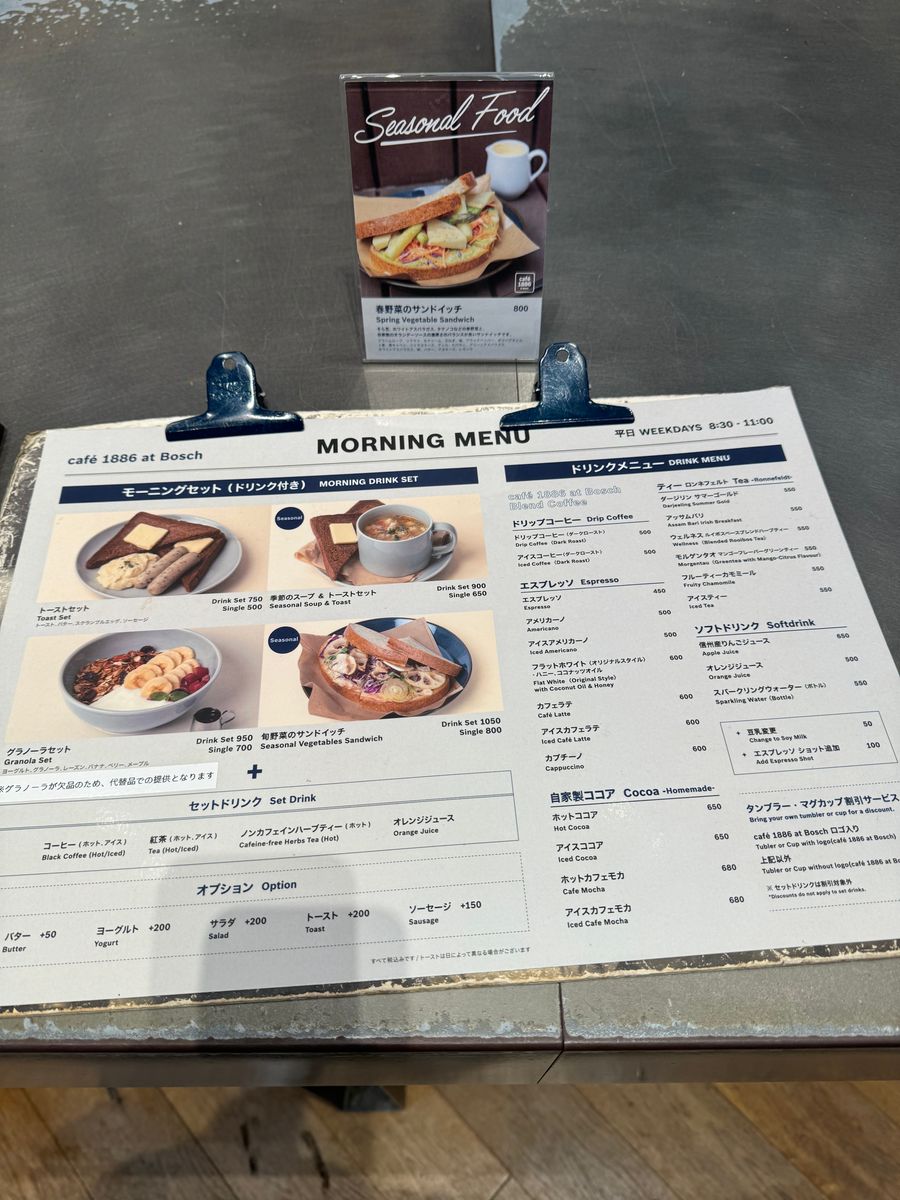 Seasonal Food
café
1886
春野菜のサンドイッチ 800
Spring Vegetable Sandwich
café 1886 at Bosch
MORNING MENU
平日 WEEKDAYS 8:30 - 11:00
モーニングセット（ドリンク付き） MORNING DRINK SET
トーストセット
Toast Set
トースト、バター、スクランブルエッグ、ソーセージ
Drink Set 750
Single 500
Seasonal
季節のスープ & トーストセット
Seasonal Soup & Toast
Drink Set 900
Single 650
グラノーラセット
Granola Set
ヨーグルト、グラノーラ、レーズン、バナナ、ベリー、メープル
Drink Set 950
Single 700
※グラノーラが欠品のため、代替品での提供となります
Seasonal
旬野菜のサンドイッチ
Seasonal Vegetables Sandwich
Drink Set 1050
Single 800
+
セットドリンク Set Drink
コーヒー（ホット、アイス）
Black Coffee (Hot/Iced)
紅茶（ホット、アイス）
Tea (Hot/Iced)
ノンカフェインハーブティー（ホット）
Cafeine-free Herbs Tea (Hot)
オレンジジュース
Orange Juice
オプション Option
バター +50
Butter
ヨーグルト +200
Yogurt
サラダ +200
Salad
トースト +200
Toast
ソーセージ +150
Sausage
すべて税込みです / トーストは日によって異なる場合がございます
ドリンクメニュー DRINK MENU
café 1886 at Bosch
Blend Coffee
ドリップコーヒー Drip Coffee
ドリップコーヒー（ダークロースト） 500
Drip Coffee (Dark Roast)
アイスコーヒー（ダークロースト） 500
Iced Coffee (Dark Roast)
エスプレッソ Espresso
エスプレッソ 450
Espresso
アメリカーノ 500
Americano
アイスアメリカーノ 500
Iced Americano
フラットホワイト（オリジナルスタイル） 600
- ハニー、ココナッツオイル
Flat White (Original Style)
with Coconut Oil & Honey
カフェラテ 600
Café Latte
アイスカフェラテ 600
Iced Café Latte
カプチーノ 600
Cappuccino
自家製ココア Cocoa -Homemade-
ホットココア 650
Hot Cocoa
アイスココア 650
Iced Cocoa
ホットカフェモカ 680
Cafe Mocha
アイスカフェモカ 680
Iced Cafe Mocha
ティー ロンネフェルト Tea -Ronnefeldt-
ダージリン サマーゴールド 550
Darjeeling Summer Gold
アッサムバリ 550
Assam Bari Irish Breakfast
ウェルネス ルイボスベースブレンドハーブティー 550
Wellness (Blended Rooibos Tea)
モルゲンタオ マンゴーフレーバーグリーンティー 550
Morgentau (Greentea with Mango-Citrus Flavour)
フルーティーカモミール 550
Fruity Chamomile
アイスティー 550
Iced Tea
ソフトドリンク Softdrink
信州産りんごジュース 650
Apple Juice
オレンジジュース 500
Orange Juice
スパークリングウォーター（ボトル） 550
Sparkling Water (Bottle)
+ 豆乳変更 50
Change to Soy Milk
+ エスプレッソ ショット追加 100
Add Espresso Shot
タンブラー・マグカップ 割引サービス
Bring your own tumbler or cup for a discount.
café 1886 at Bosch ロゴ入り
Tubler or Cup with logo(café 1886 at Bosch)
上記以外
Tubler or Cup without logo(café 1886 at Bo
※ セットドリンクは割引対象外
*Discounts do not apply to set drinks.